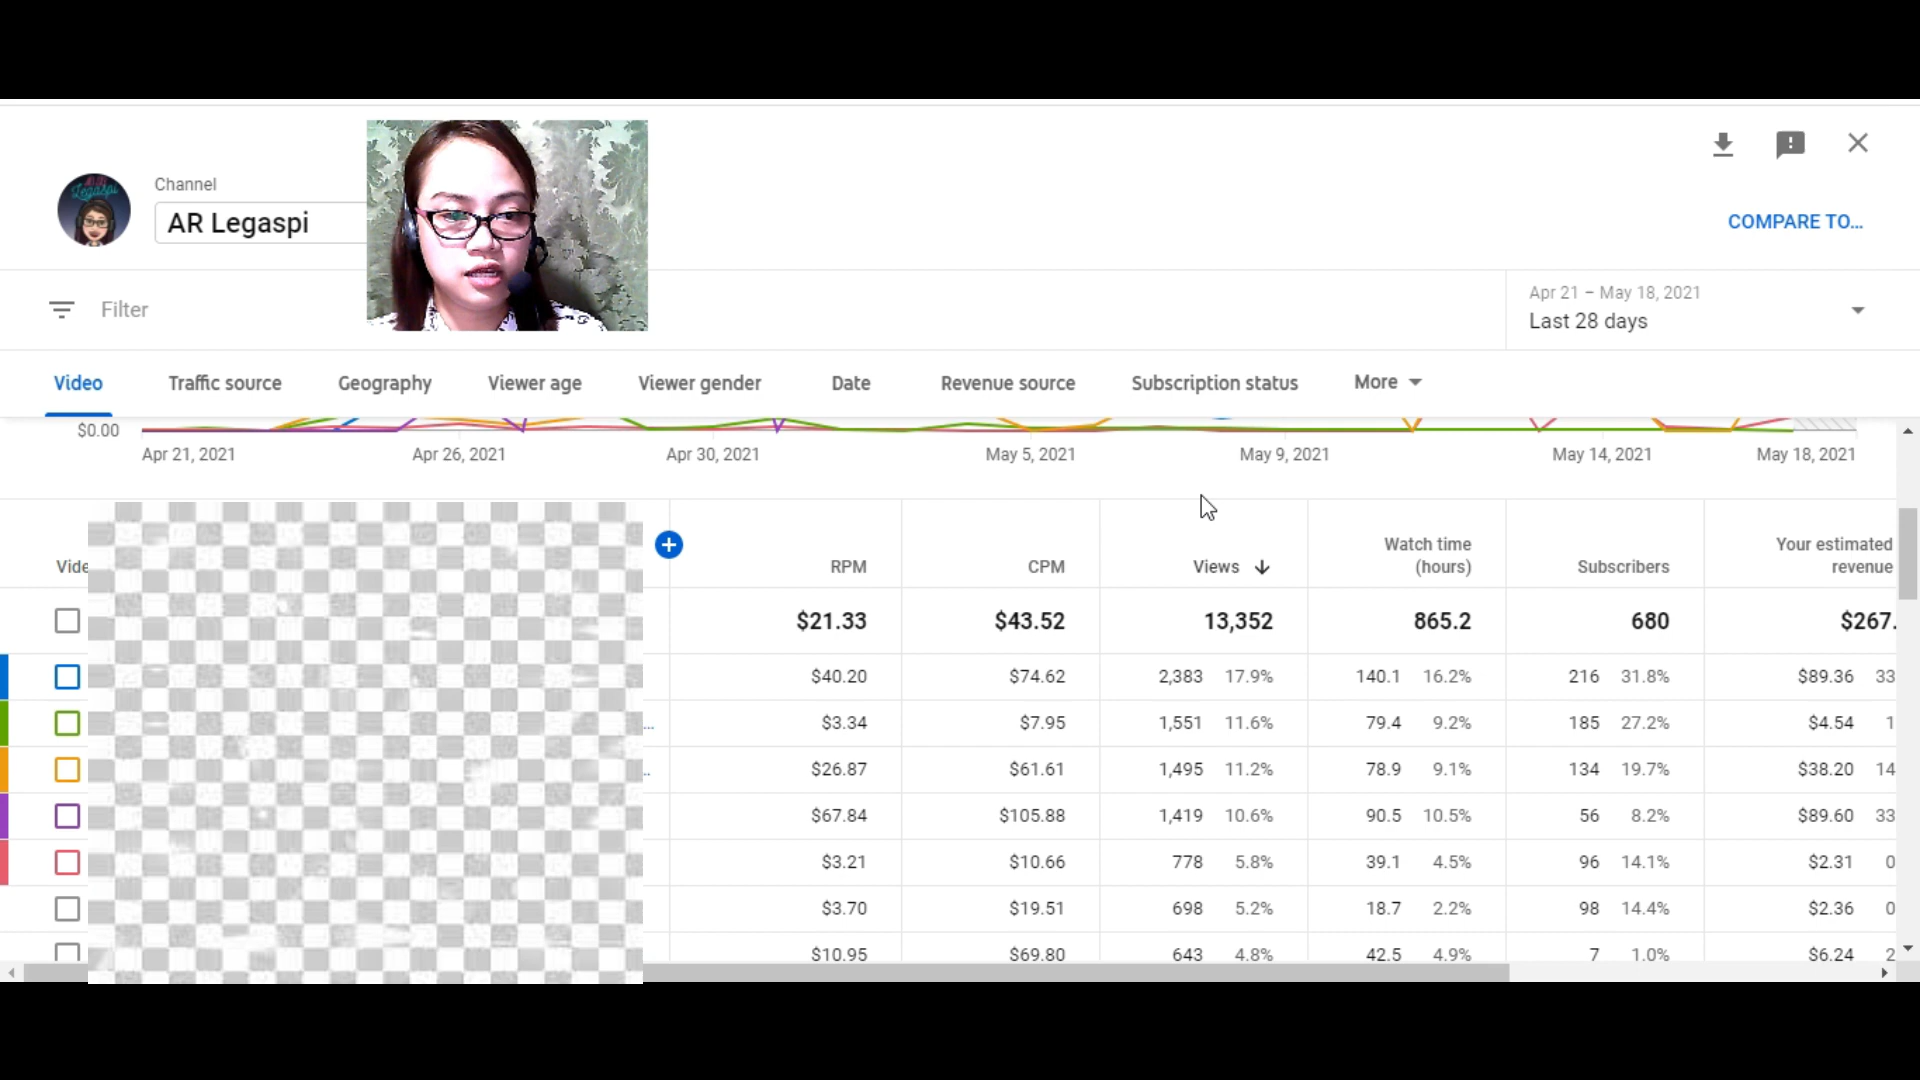 Channel
AR Legaspi
COMPARE TO...
Filter
Apr 21 – May 18, 2021
Last 28 days
Video Traffic source Geography Viewer age Viewer gender Date Revenue source Subscription status More
$0.00
Apr 21, 2021 Apr 26, 2021 Apr 30, 2021 May 5, 2021 May 9, 2021 May 14, 2021 May 18, 2021
Vide RPM CPM Views Watch time (hours) Subscribers Your estimated revenue
$21.33 $43.52 13,352 865.2 680 $267.
$40.20 $74.62 2,383 17.9% 140.1 16.2% 216 31.8% $89.36 33
... $3.34 $7.95 1,551 11.6% 79.4 9.2% 185 27.2% $4.54 1
.. $26.87 $61.61 1,495 11.2% 78.9 9.1% 134 19.7% $38.20 14
$67.84 $105.88 1,419 10.6% 90.5 10.5% 56 8.2% $89.60 33
$3.21 $10.66 778 5.8% 39.1 4.5% 96 14.1% $2.31 0
$3.70 $19.51 698 5.2% 18.7 2.2% 98 14.4% $2.36 0
$10.95 $69.80 643 4.8% 42.5 4.9% 7 1.0% $6.24 2